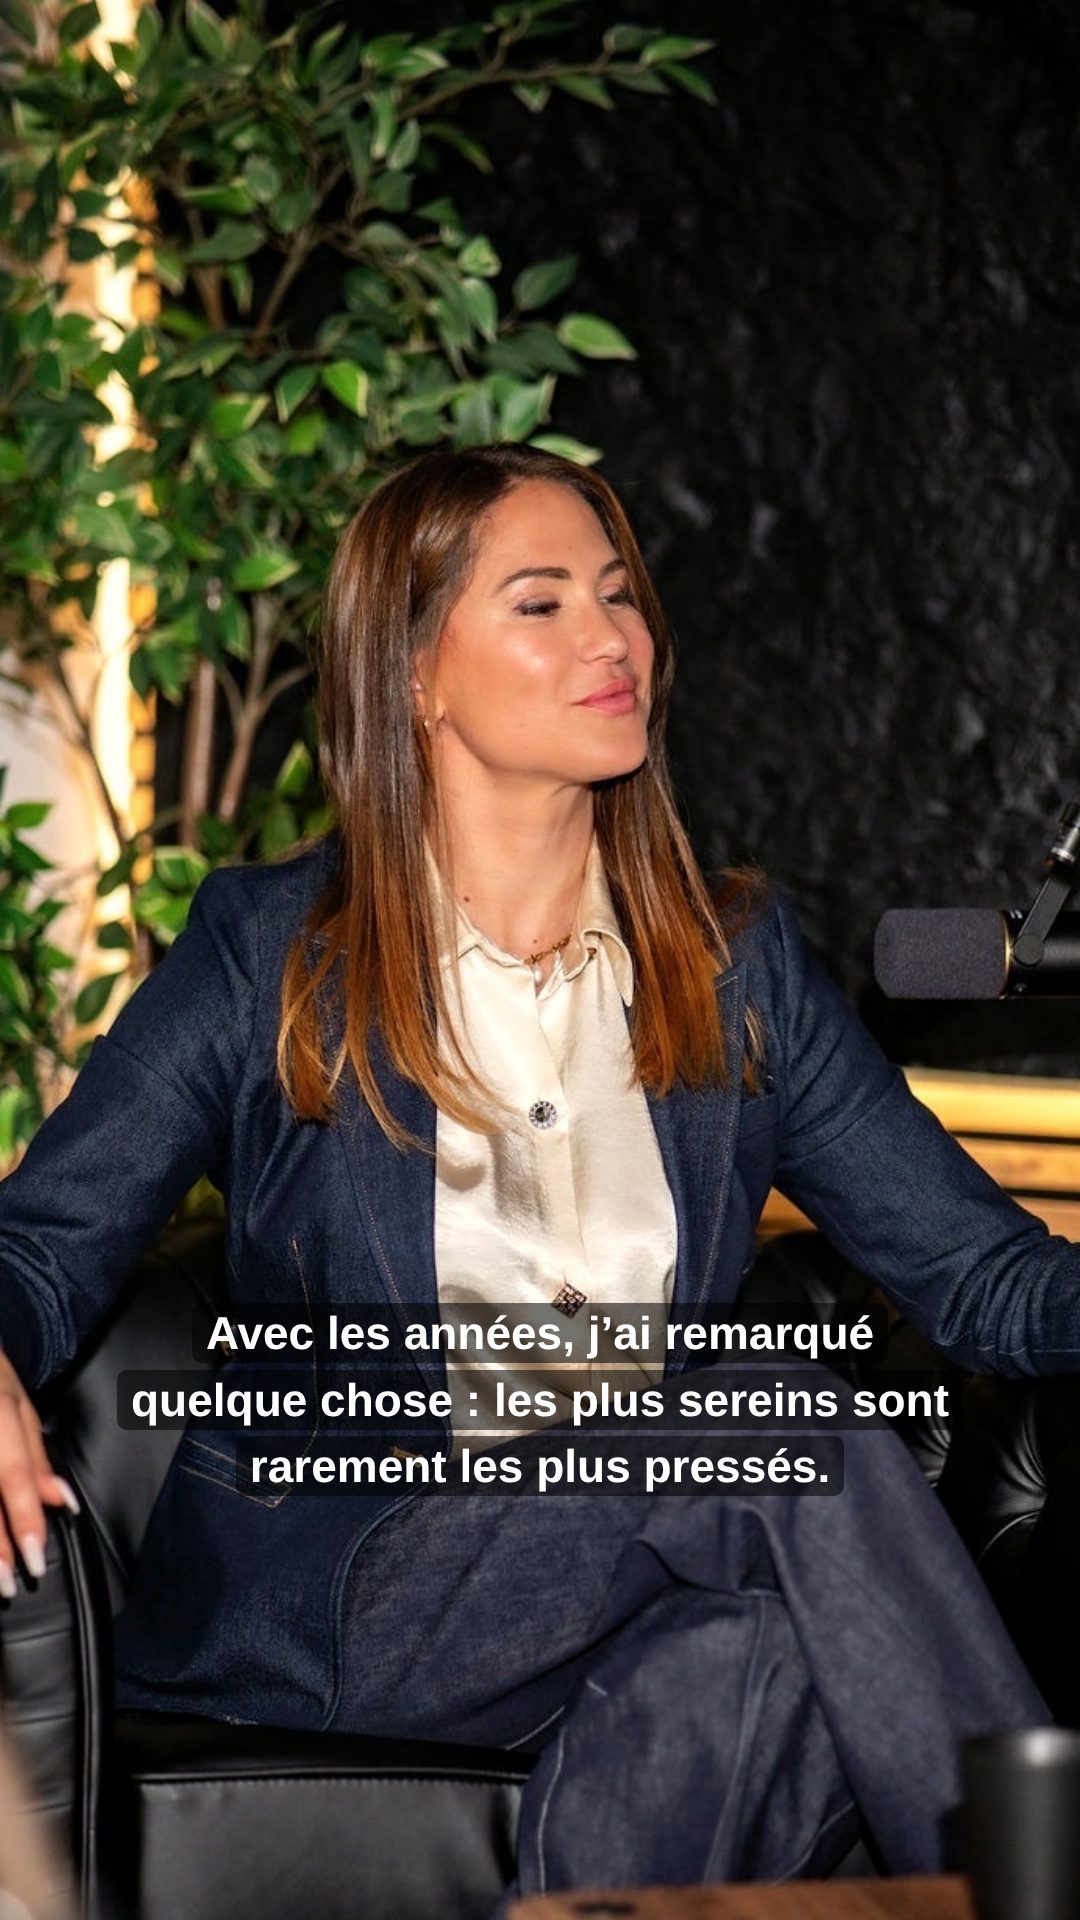 Avec les années, j’ai remarqué
quelque chose : les plus sereins sont
rarement les plus pressés.